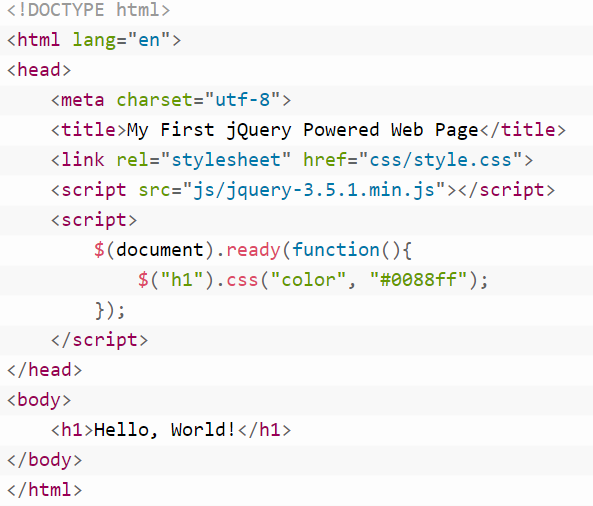 <!DOCTYPE html>
<html lang="en">
<head>
    <meta charset="utf-8">
    <title>My First jQuery Powered Web Page</title>
    <link rel="stylesheet" href="css/style.css">
    <script src="js/jquery-3.5.1.min.js"></script>
    <script>
        $(document).ready(function(){
            $("h1").css("color", "#0088ff");
        });
    </script>
</head>
<body>
    <h1>Hello, World!</h1>
</body>
</html>